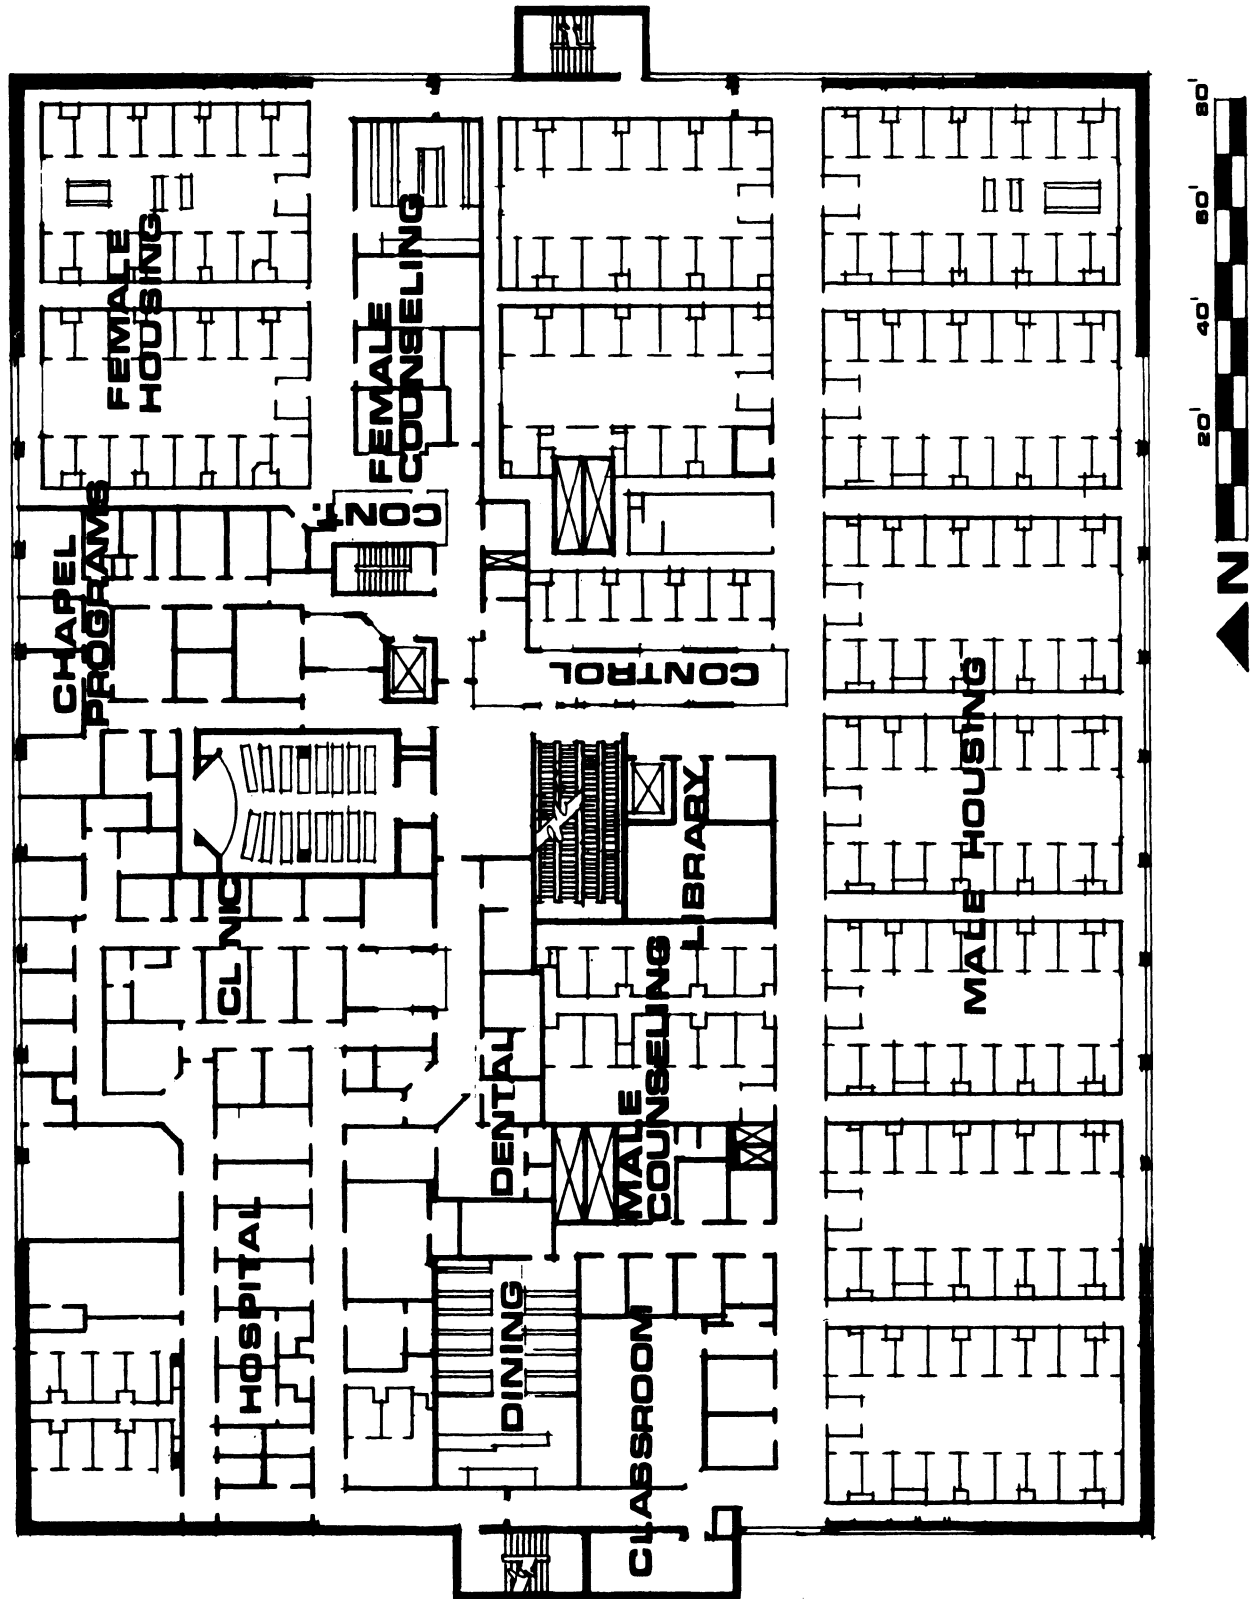 FEMALE
HOUSING
FEMALE
COUNSELING
CONT.
CHAPEL
PROGRAMS
CONTROL
MALE HOUSING
LIBRARY
CLINIC
MALE
COUNSELING
DENTAL
HOSPITAL
DINING
CLASSROOM
80'
60'
40'
20'
N